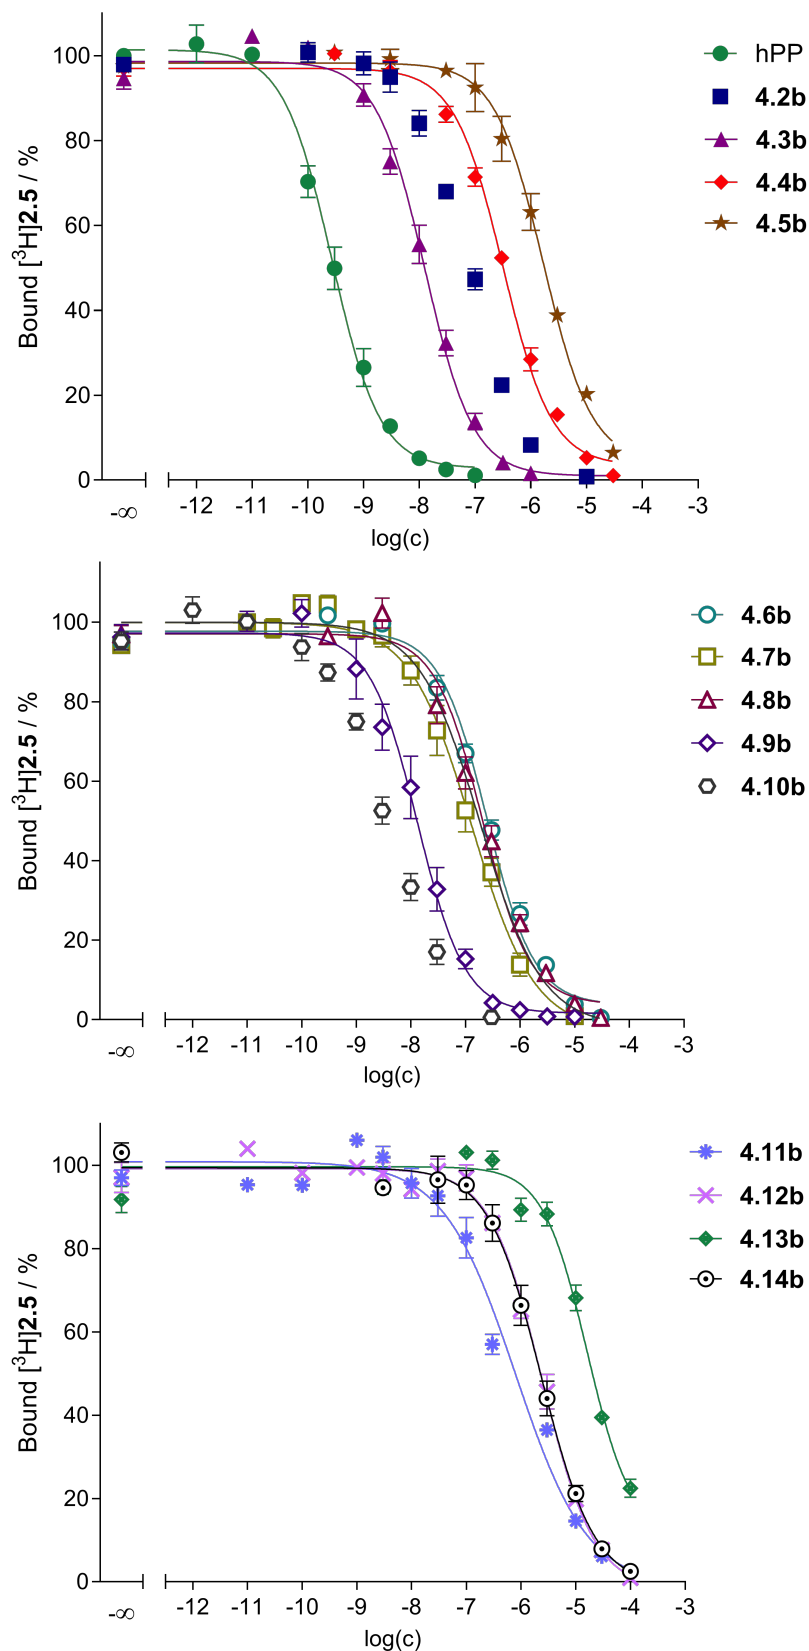 Bound [³H]2.5 / %
100
80
60
40
20
0
-∞ -12 -11 -10 -9 -8 -7 -6 -5 -4 -3
log(c)
hPP
4.2b
4.3b
4.4b
4.5b
Bound [³H]2.5 / %
100
80
60
40
20
0
-∞ -12 -11 -10 -9 -8 -7 -6 -5 -4 -3
log(c)
4.6b
4.7b
4.8b
4.9b
4.10b
Bound [³H]2.5 / %
100
80
60
40
20
0
-∞ -12 -11 -10 -9 -8 -7 -6 -5 -4 -3
log(c)
4.11b
4.12b
4.13b
4.14b